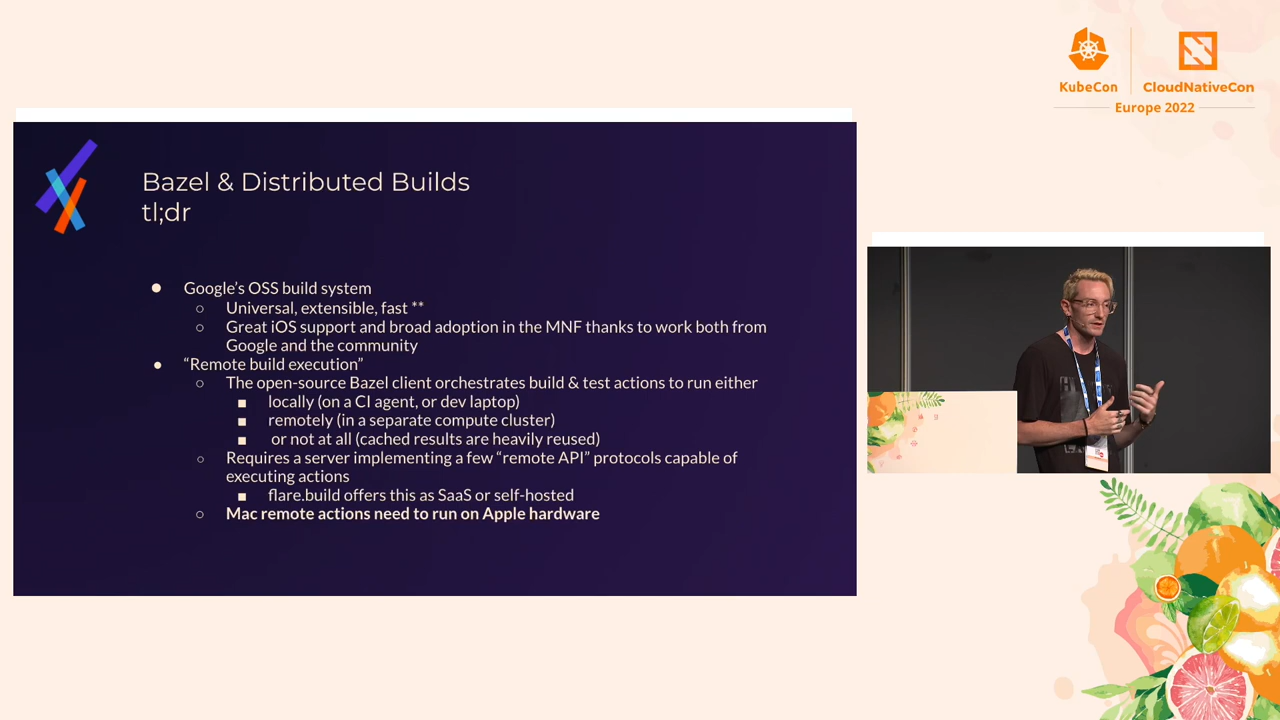 KubeCon
CloudNativeCon
Europe 2022
Bazel & Distributed Builds
tl;dr
● Google's OSS build system
○ Universal, extensible, fast **
○ Great iOS support and broad adoption in the MNF thanks to work both from
Google and the community
● “Remote build execution”
○ The open-source Bazel client orchestrates build & test actions to run either
■ locally (on a CI agent, or dev laptop)
■ remotely (in a separate compute cluster)
■ or not at all (cached results are heavily reused)
○ Requires a server implementing a few “remote API” protocols capable of
executing actions
■ flare.build offers this as SaaS or self-hosted
○ Mac remote actions need to run on Apple hardware